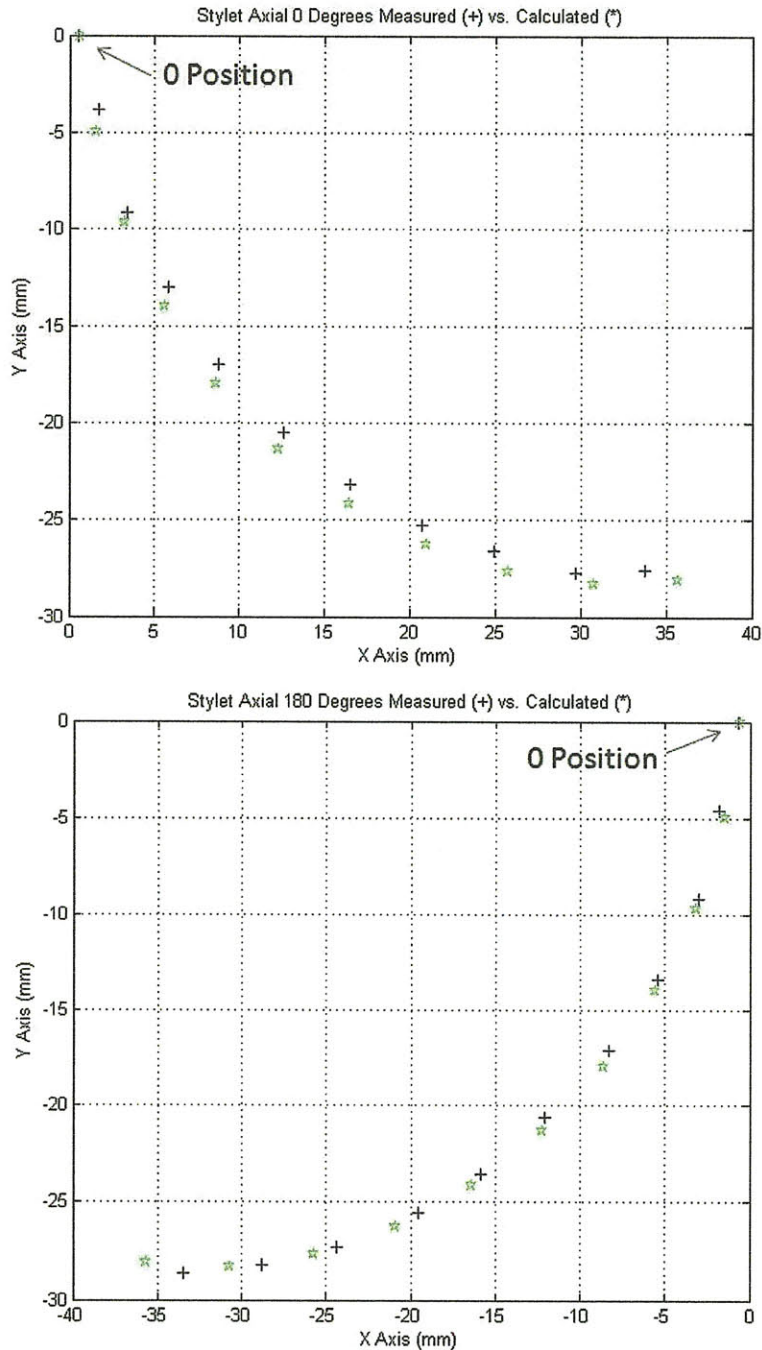 Stylet Axial 0 Degrees Measured (+) vs. Calculated (*)
0
0 Position
-5
-10
-15
-20
-25
-30
Y Axis (mm)
0 5 10 15 20 25 30 35 40
X Axis (mm)
Stylet Axial 180 Degrees Measured (+) vs. Calculated (*)
0
0 Position
-5
-10
-15
-20
-25
-30
Y Axis (mm)
-40 -35 -30 -25 -20 -15 -10 -5 0
X Axis (mm)